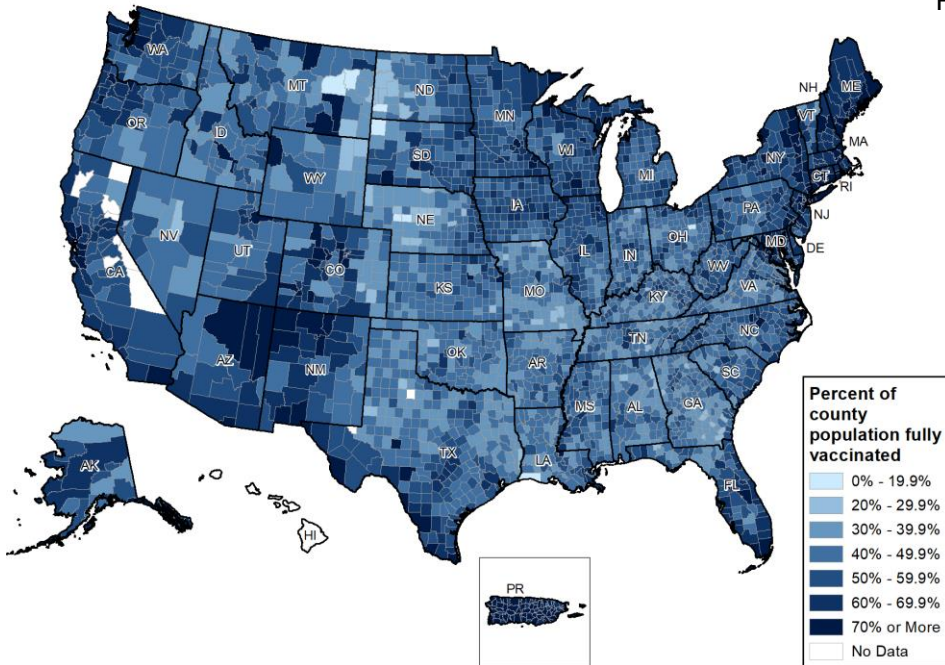 WA
MT
ND
MN
NH
ME
VT
OR
ID
SD
WI
MI
NY
MA
WY
CT
RI
IA
NE
PA
NJ
NV
UT
IL
IN
OH
MD
DE
CO
WV
CA
KS
MO
KY
VA
AZ
NM
OK
TN
NC
AR
SC
MS
AL
GA
TX
LA
AK
FL
HI
PR
Percent of
county
population fully
vaccinated
0% - 19.9%
20% - 29.9%
30% - 39.9%
40% - 49.9%
50% - 59.9%
60% - 69.9%
70% or More
No Data